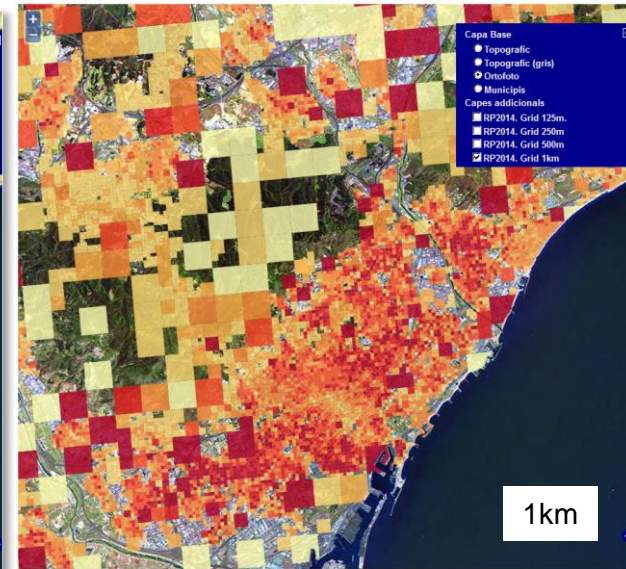 +
−
Capa Base
Topografic
Topografic (gris)
Ortofoto
Municipis
Capes addicionals
RP2014. Grid 125m.
RP2014. Grid 250m
RP2014. Grid 500m
RP2014. Grid 1km
1km